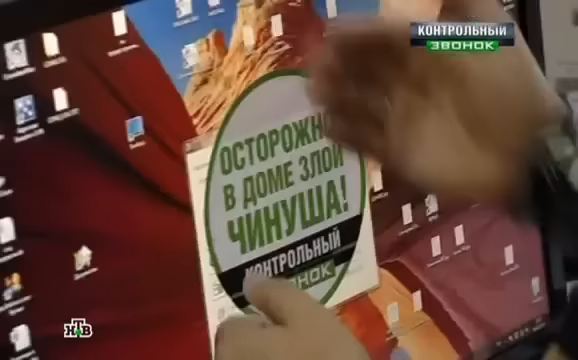 КОНТРОЛЬНЫЙ
ЗВОНОК
ОСТОРОЖНО
В ДОМЕ ЗЛОЙ
ЧИНУША!
КОНТРОЛЬНЫЙ
ЗВОНОК
НТВ